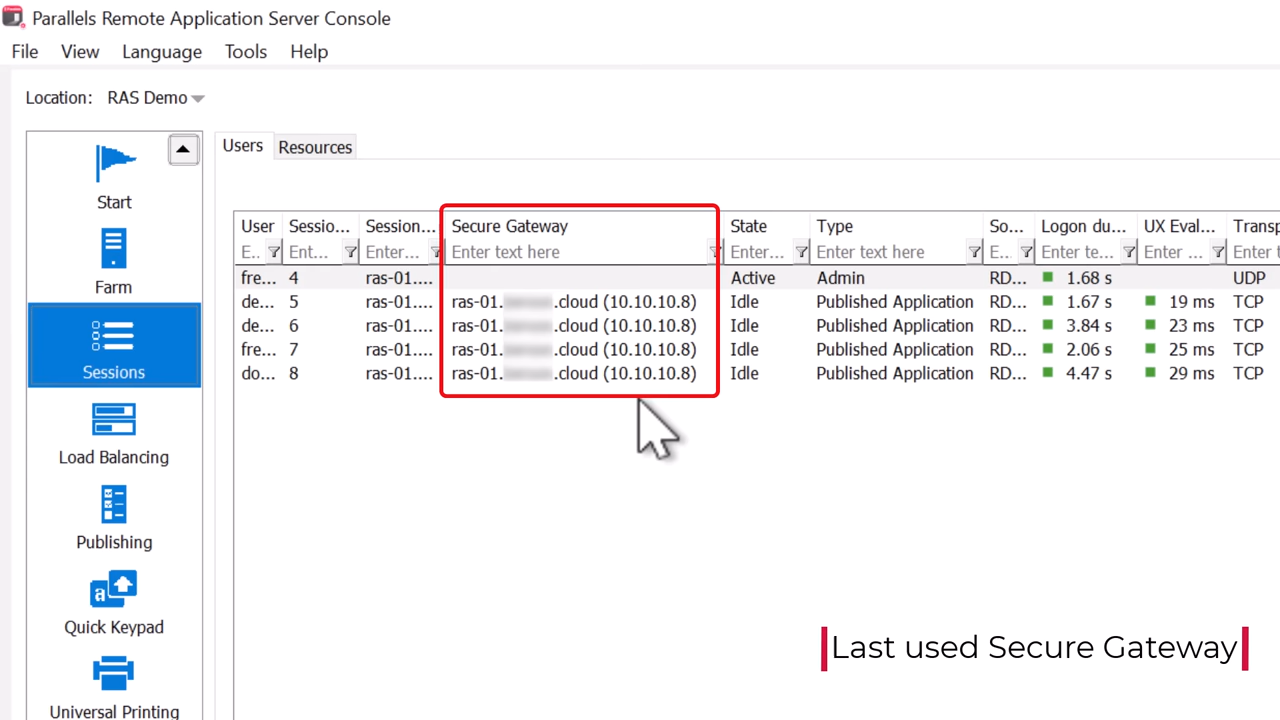 Parallels Remote Application Server Console
File View Language Tools Help
Location: RAS Demo
Start
Farm
Sessions
Load Balancing
Publishing
a
Quick Keypad
Universal Printing
Users Resources
User Sessio... Session... Secure Gateway State Type So... Logon du... UX Eval... Transp
E.. Ent... Enter... Enter text here Enter... Enter text here E... Enter te... Enter ... Enter t
fre... 4 ras-01.... Active Admin RD... 1.68 s UDP
de... 5 ras-01.... ras-01. .cloud (10.10.10.8) Idle Published Application RD... 1.67 s 19 ms TCP
de... 6 ras-01.... ras-01. .cloud (10.10.10.8) Idle Published Application RD... 3.84 s 23 ms TCP
fre... 7 ras-01.... ras-01. .cloud (10.10.10.8) Idle Published Application RD... 2.06 s 25 ms TCP
do... 8 ras-01.... ras-01. .cloud (10.10.10.8) Idle Published Application RD... 4.47 s 29 ms TCP
Last used Secure Gateway